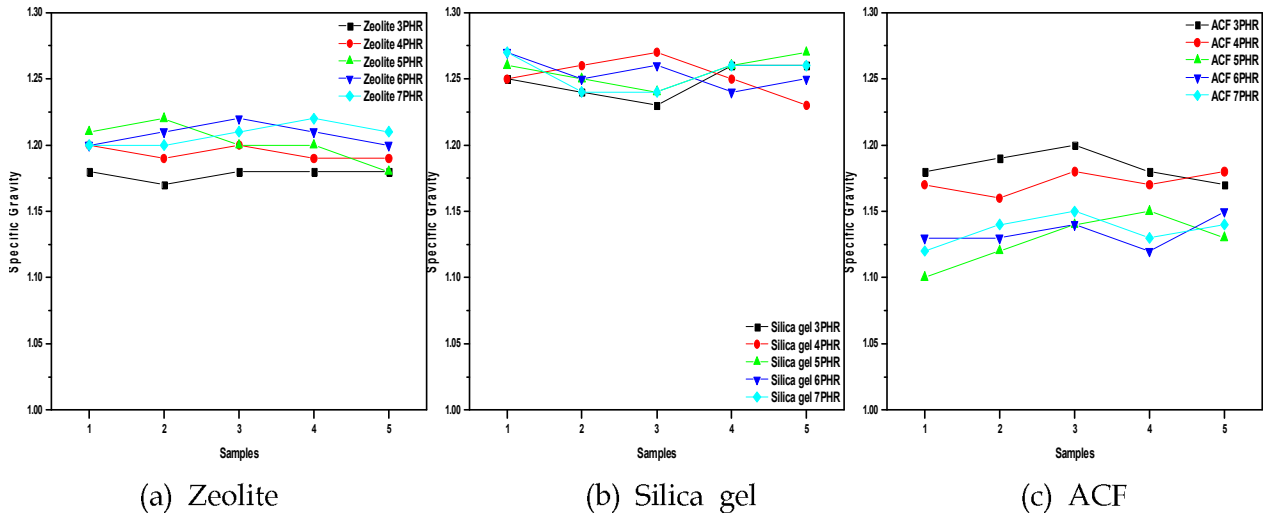 1.30
1.25
1.20
1.15
1.10
1.05
1.00
Specific Gravity
1 2 3 4 5
Samples
Zeolite 3PHR
Zeolite 4PHR
Zeolite 5PHR
Zeolite 6PHR
Zeolite 7PHR
(a) Zeolite
1.30
1.25
1.20
1.15
1.10
1.05
1.00
Specific Gravity
1 2 3 4 5
Samples
Silica gel 3PHR
Silica gel 4PHR
Silica gel 5PHR
Silica gel 6PHR
Silica gel 7PHR
(b) Silica gel
1.30
1.25
1.20
1.15
1.10
1.05
1.00
Specific Gravity
1 2 3 4 5
Samples
ACF 3PHR
ACF 4PHR
ACF 5PHR
ACF 6PHR
ACF 7PHR
(c) ACF